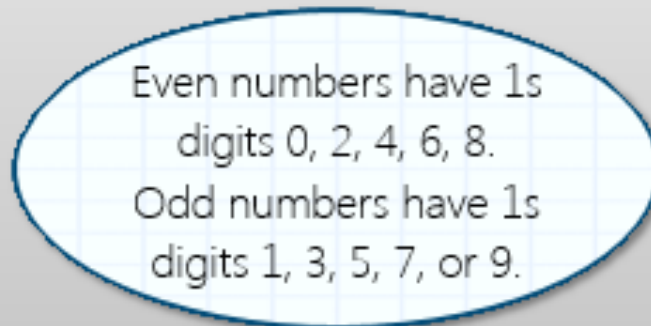 Even numbers have 1s
digits 0, 2, 4, 6, 8.
Odd numbers have 1s
digits 1, 3, 5, 7, or 9.